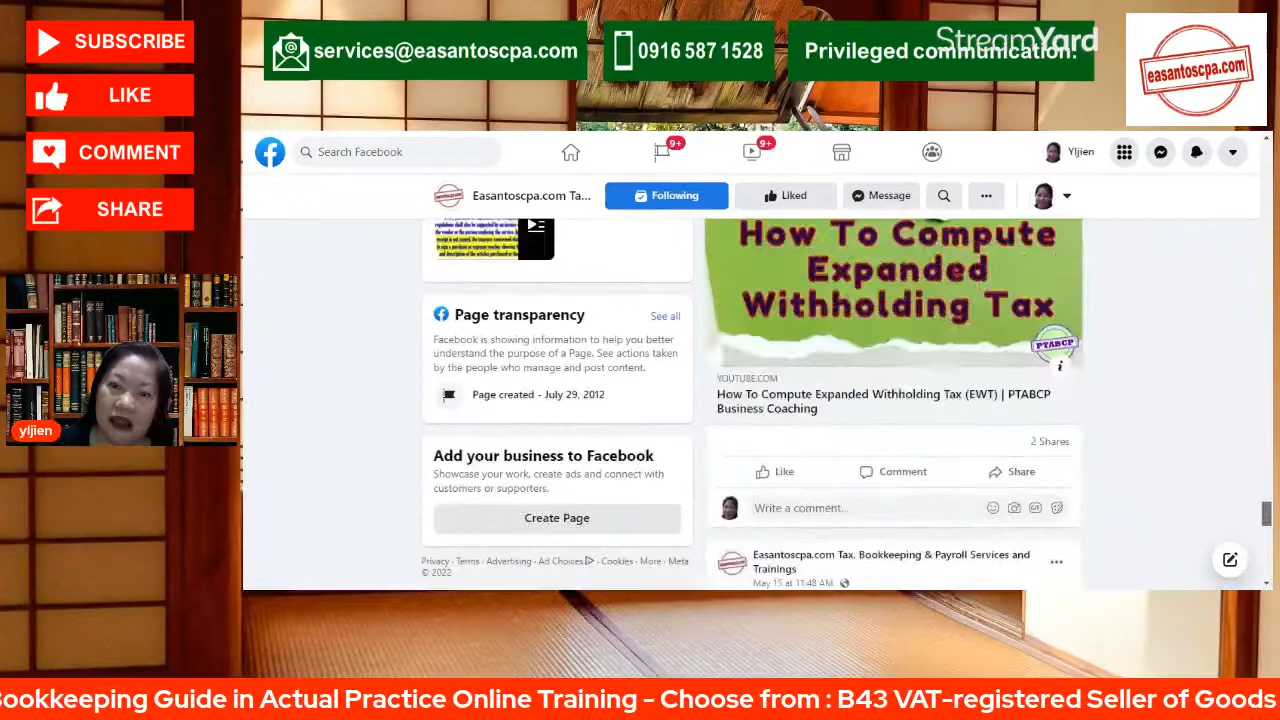 SUBSCRIBE
LIKE
COMMENT
SHARE
services@easantoscpa.com
0916 587 1528
Privileged communication.
StreamYard
easantoscpa.com
Search Facebook
9+
9+
Yljien
Easantoscpa.com Ta...
Following
Liked
Message
How To Compute
Expanded
Withholding Tax
PTABCP
Page transparency
See all
Facebook is showing information to help you better
understand the purpose of a Page. See actions taken
by the people who manage and post content.
Page created - July 29, 2012
YOUTUBE.COM
How To Compute Expanded Withholding Tax (EWT) | PTABCP
Business Coaching
2 Shares
Like
Comment
Share
Write a comment...
Add your business to Facebook
Showcase your work, create ads and connect with
customers or supporters.
Create Page
Privacy · Terms · Advertising · Ad Choices · Cookies · More · Meta
© 2022
Easantoscpa.com Tax, Bookkeeping & Payroll Services and
Trainings
May 15 at 11:48 AM
yljien
Bookkeeping Guide in Actual Practice Online Training - Choose from : B43 VAT-registered Seller of Goods